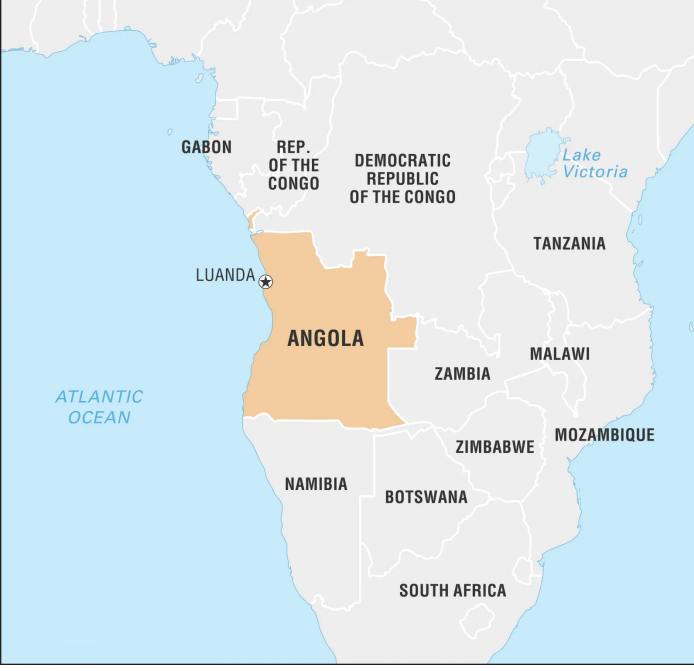 GABON
REP.
OF THE
CONGO
DEMOCRATIC
REPUBLIC
OF THE CONGO
Lake
Victoria
TANZANIA
LUANDA
ANGOLA
MALAWI
ZAMBIA
ATLANTIC
OCEAN
MOZAMBIQUE
ZIMBABWE
NAMIBIA
BOTSWANA
SOUTH AFRICA